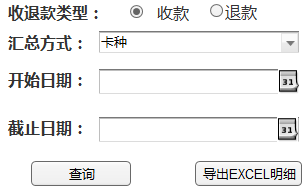 收退款类型： 收款 退款
汇总方式： 卡种
开始日期： 31
截止日期： 31
查询 导出EXCEL明细